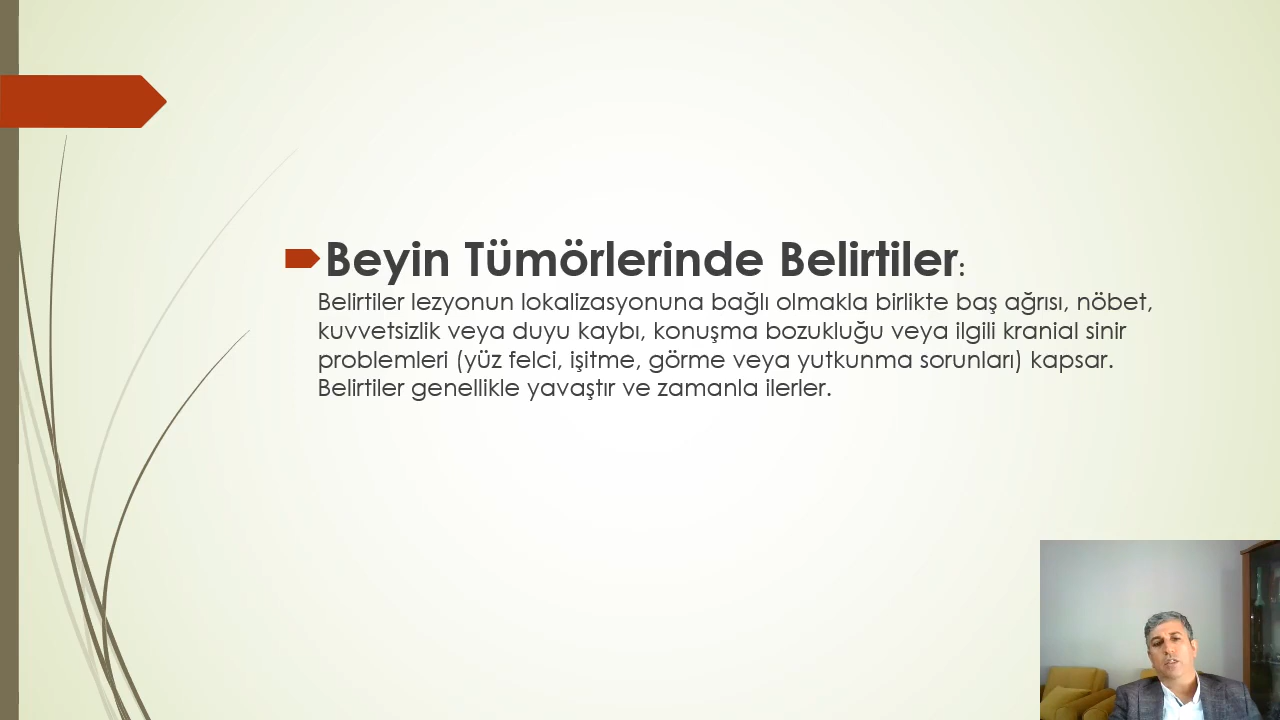 Beyin Tümörlerinde Belirtiler:
Belirtiler lezyonun lokalizasyonuna bağlı olmakla birlikte baş ağrısı, nöbet,
kuvvetsizlik veya duyu kaybı, konuşma bozukluğu veya ilgili kranial sinir
problemleri (yüz felci, işitme, görme veya yutkunma sorunları) kapsar.
Belirtiler genellikle yavaştır ve zamanla ilerler.